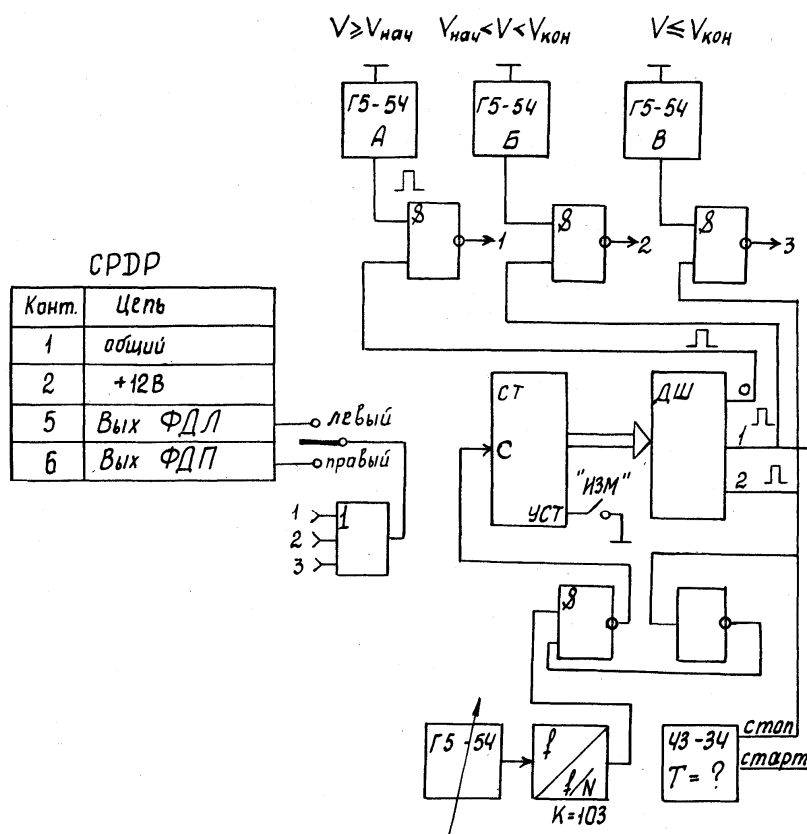 V ≥ Vнач
Vнач < V < Vкон
V ≤ Vкон
Г5-54
А
Г5-54
Б
Г5-54
В
&
1
&
2
&
3
СРДР
Конт. Цепь
1 общий
2 +12В
5 Вых ФДЛ
6 Вых ФДП
левый
правый
1
2
3
1
СТ
С
УСТ
"ИЗМ"
ДШ
0
1
2
&
Г5-54
f
f/N
К=103
Ч3-34
Т = ?
стоп
старт